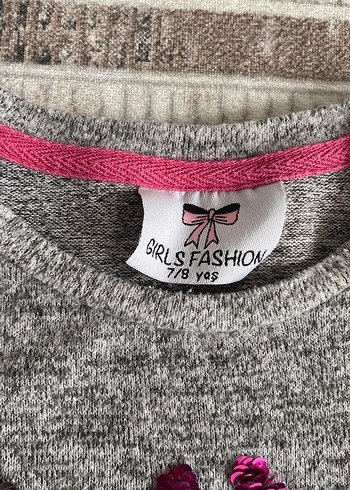 GIRLS FASHION
7/8 yaş